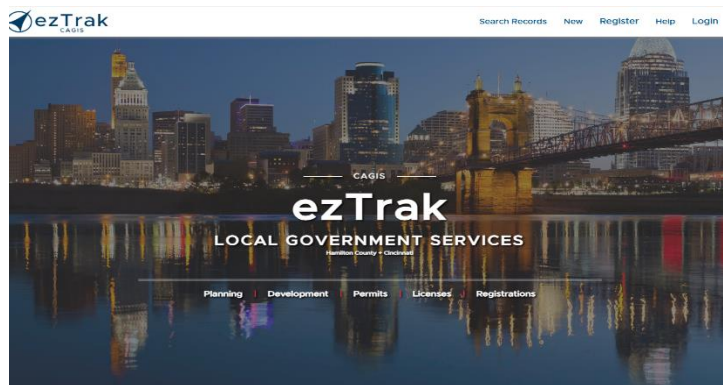 ezTrak
CAGIS
Search Records New Register Help Login
CAGIS
ezTrak
LOCAL GOVERNMENT SERVICES
Hamilton County • Cincinnati
Planning | Development | Permits | Licenses | Registrations